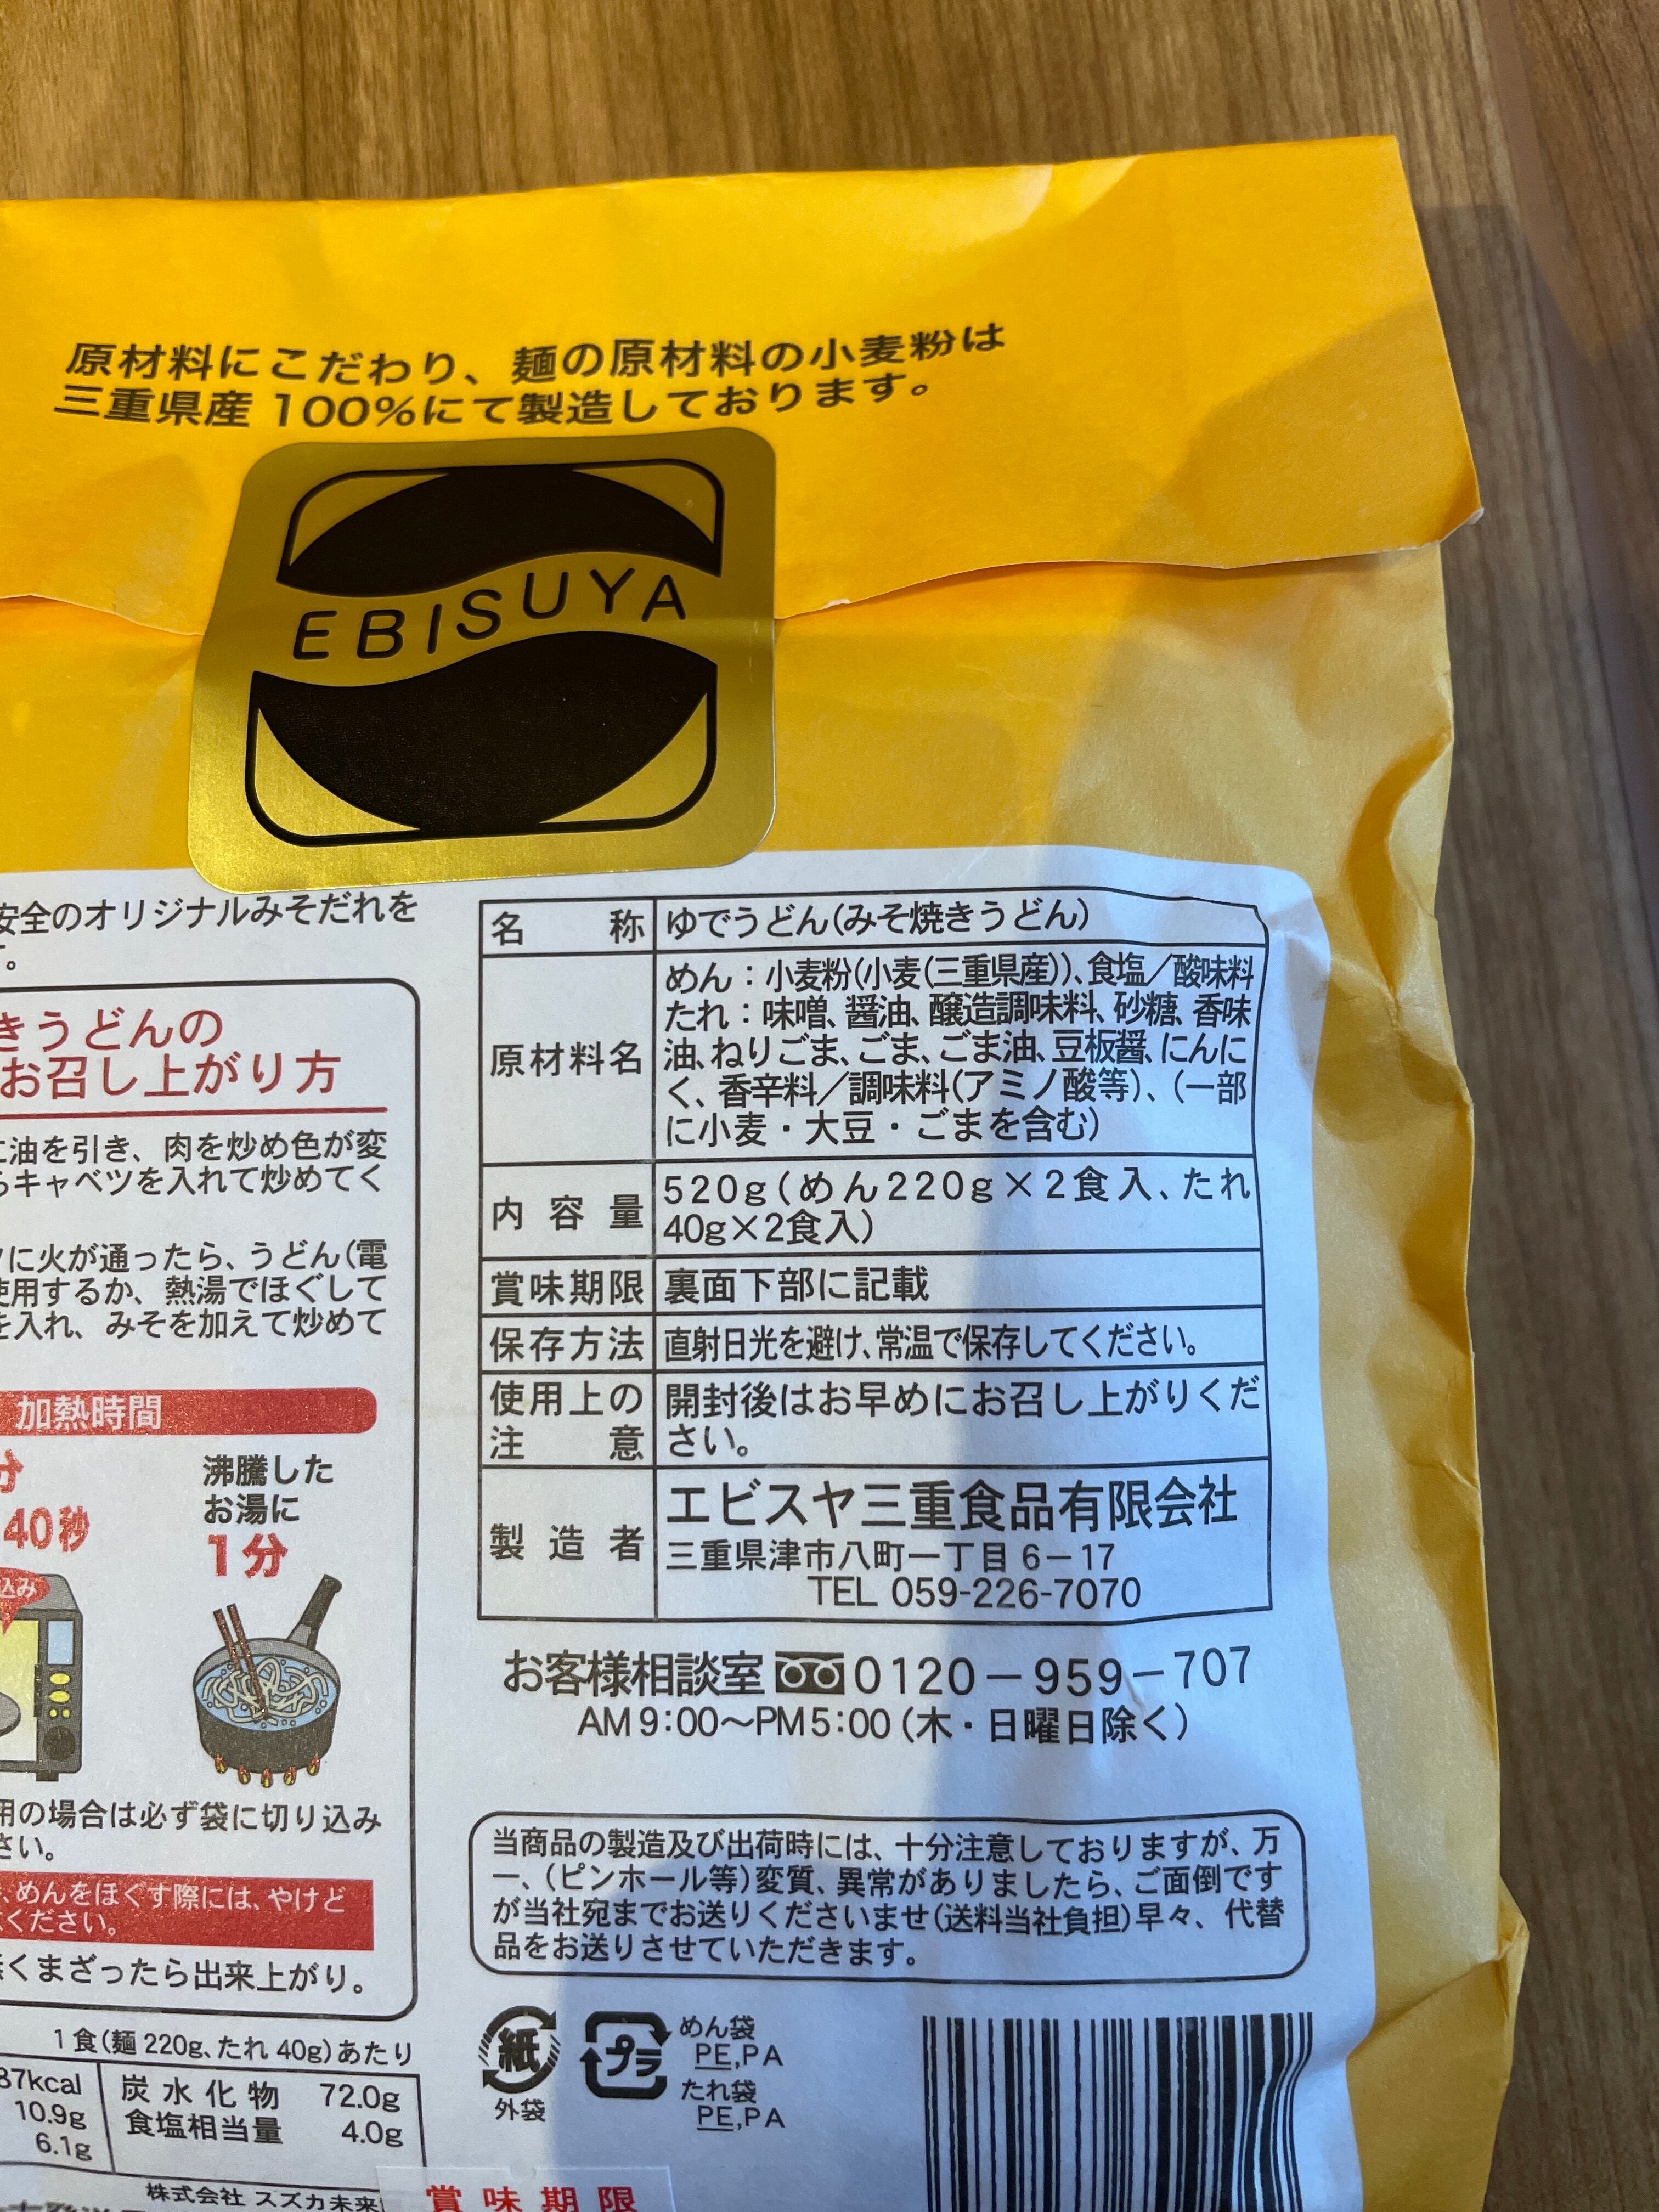 原材料にこだわり、麺の原材料の小麦粉は
三重県産 100%にて製造しております。
EBISUYA
安全のオリジナルみそだれを
。
きうどんの
お召し上がり方
油を引き、肉を炒め色が変
らキャベツを入れて炒めてく
に火が通ったら、うどん(電
使用するか、熱湯でほぐして
を入れ、みそを加えて炒めて
加熱時間
分
40秒
込み
沸騰した
お湯に
1分
用の場合は必ず袋に切り込み
さい。
、めんをほぐす際には、やけど
ください。
くまざったら出来上がり。
1食(麺 220g、たれ 40g)あたり
87kcal
10.9g
6.1g
炭水化物 72.0g
食塩相当量 4.0g
株式会社 スズカ未来
賞味期限
名称 ゆでうどん(みそ焼きうどん)
原材料名 めん:小麦粉(小麦(三重県産))、食塩/酸味料
たれ:味噌、醤油、醸造調味料、砂糖、香味
油、ねりごま、ごま、ごま油、豆板醤、にんに
く、香辛料/調味料(アミノ酸等)、(一部
に小麦・大豆・ごまを含む)
内容量 520g(めん220g×2食入、たれ
40g×2食入)
賞味期限 裏面下部に記載
保存方法 直射日光を避け、常温で保存してください。
使用上の注意 開封後はお早めにお召し上がりくだ
さい。
製造者 エビスヤ三重食品有限会社
三重県津市八町一丁目6-17
TEL 059-226-7070
お客様相談室 0120-959-707
AM9:00〜PM5:00(木・日曜日除く)
当商品の製造及び出荷時には、十分注意しておりますが、万
一、(ピンホール等)変質、異常がありましたら、ご面倒です
が当社宛までお送りくださいませ(送料当社負担)早々、代替
品をお送りさせていただきます。
紙
外袋
プラ
めん袋
PE,PA
たれ袋
PE,PA